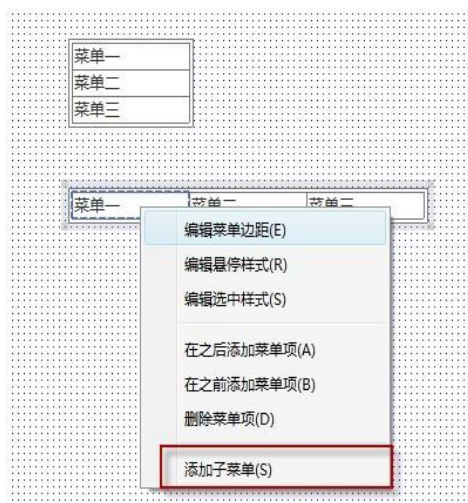 菜单一
菜单二
菜单三
菜单一 菜单二 菜单三
编辑菜单边距(E)
编辑悬停样式(R)
编辑选中样式(S)
在之后添加菜单项(A)
在之前添加菜单项(B)
删除菜单项(D)
添加子菜单(S)